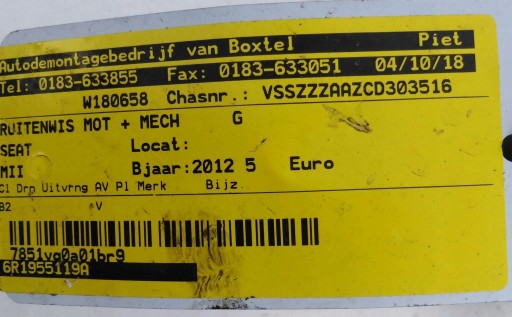 Autodemontagebedrijf van Boxtel Piet
Tel: 0183-633855 Fax: 0183-633051 04/10/18
W180658 Chasnr.: VSSZZZAAZCD303516
RUITENWIS MOT + MECH G
SEAT Locat:
MII Bjaar:2012 5 Euro
Cl Drp Uitvrng AV Pl Merk Bijz
B2 V
7851vq0a01br9
6R1955119A